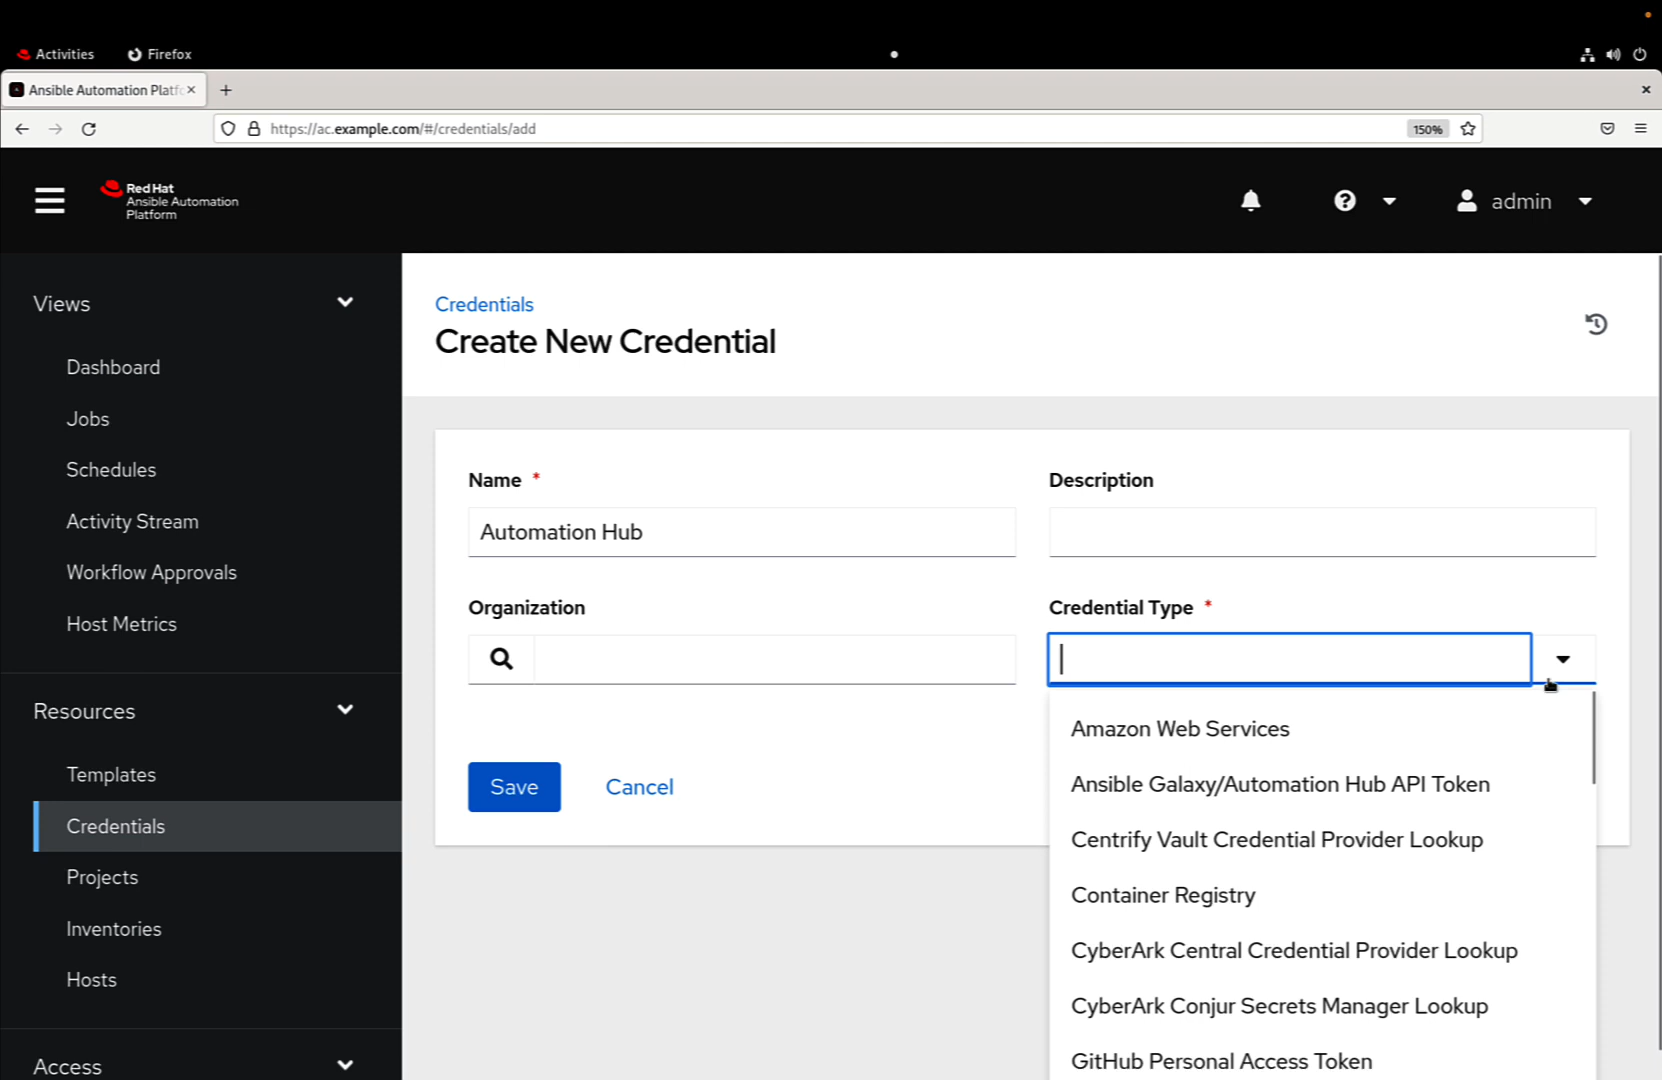 Activities Firefox
Ansible Automation Platf
https://ac.example.com/#/credentials/add 150%
Red Hat
Ansible Automation
Platform
admin
Views
Dashboard
Jobs
Schedules
Activity Stream
Workflow Approvals
Host Metrics
Resources
Templates
Credentials
Projects
Inventories
Hosts
Access
Credentials
Create New Credential
Name *
Description
Automation Hub
Organization
Credential Type *
Save Cancel
Amazon Web Services
Ansible Galaxy/Automation Hub API Token
Centrify Vault Credential Provider Lookup
Container Registry
CyberArk Central Credential Provider Lookup
CyberArk Conjur Secrets Manager Lookup
GitHub Personal Access Token